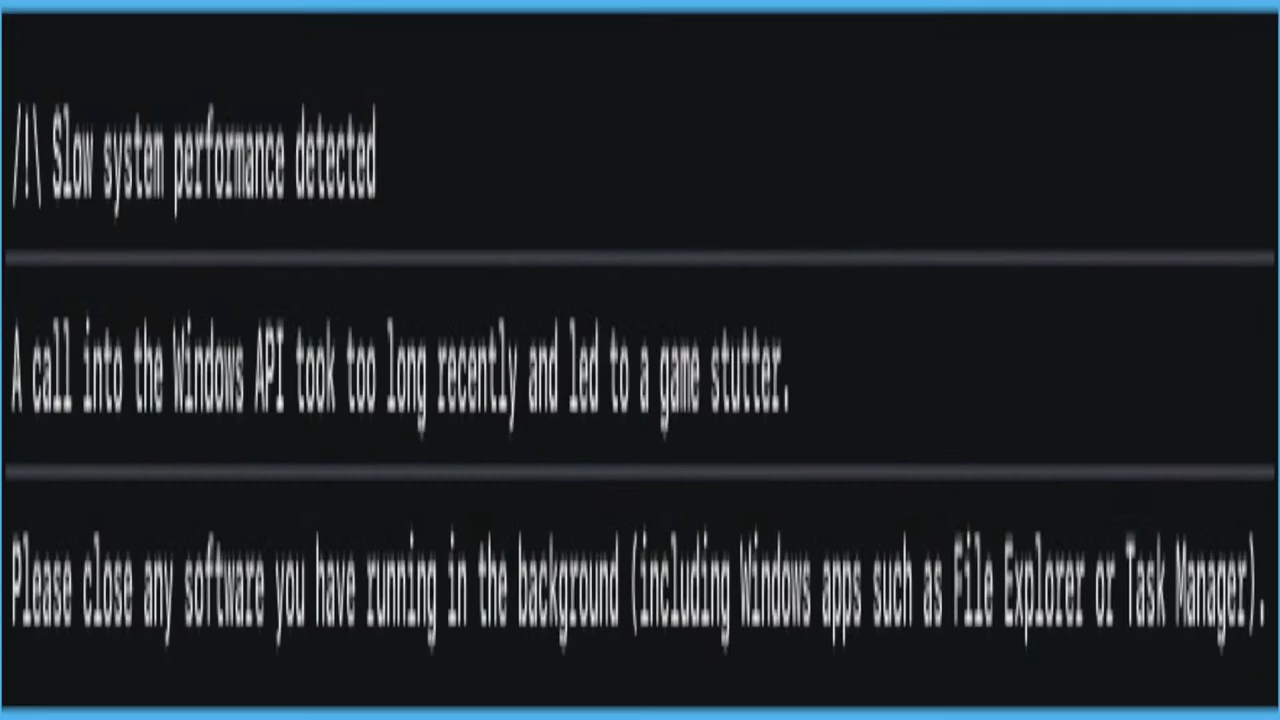 /!\ Slow system performance detected
A call into the Windows API took too long recently and led to a game stutter.
Please close any software you have running in the background (including Windows apps such as File Explorer or Task Manager).